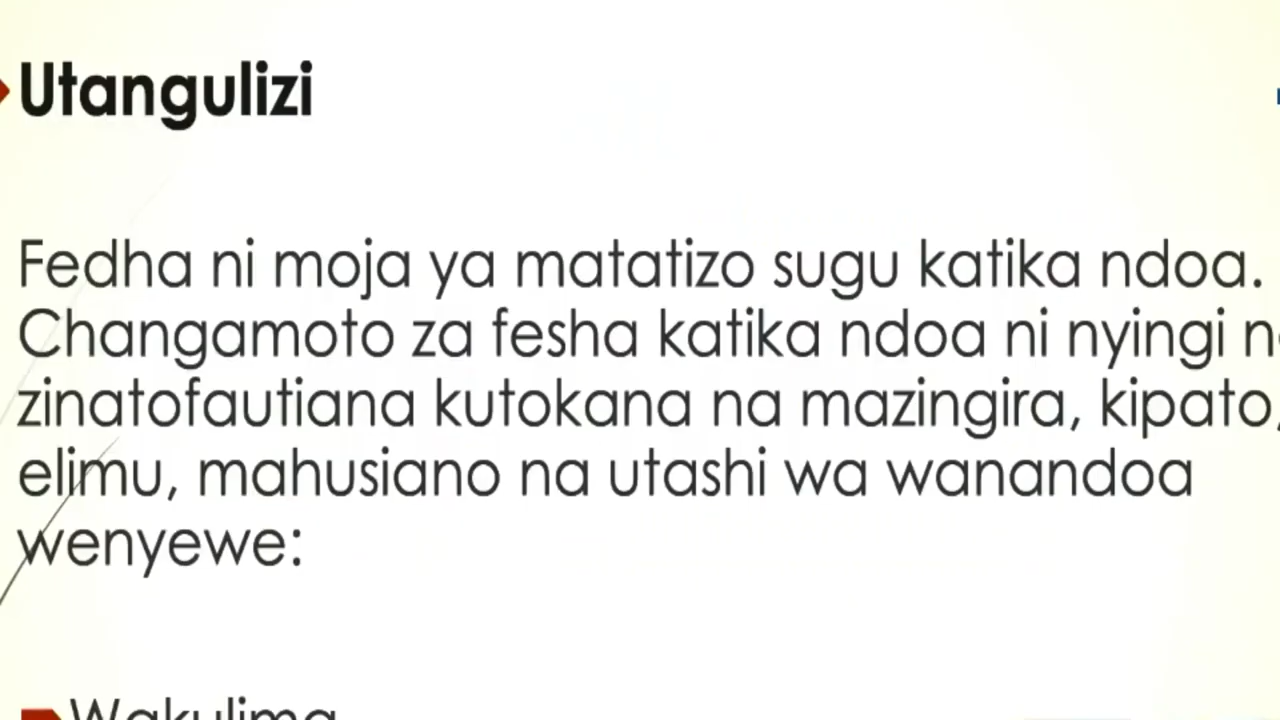 Utangulizi
Fedha ni moja ya matatizo sugu katika ndoa.
Changamoto za fesha katika ndoa ni nyingi
zinatofautiana kutokana na mazingira, kipato,
elimu, mahusiano na utashi wa wanandoa
wenyewe:
Wakulima